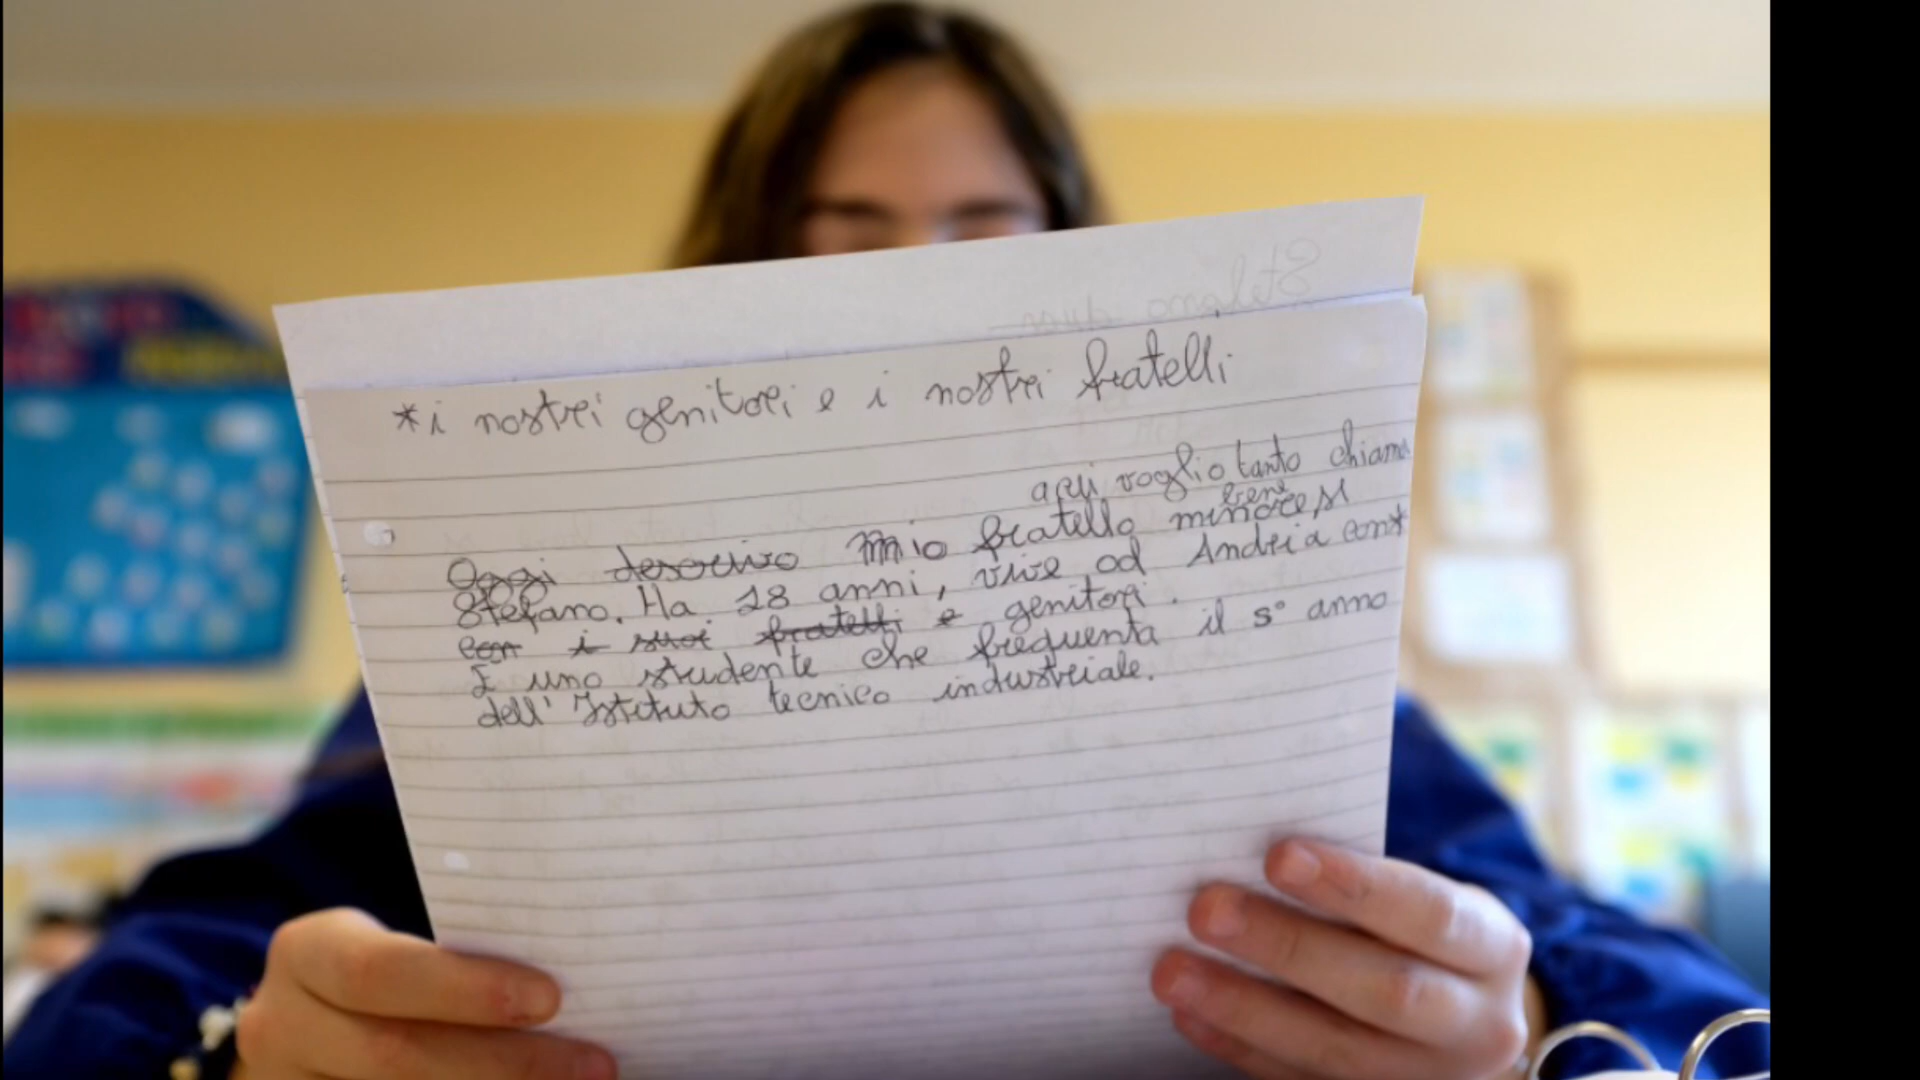 *i nostri genitori e i nostri fratelli
a cui voglio tanto chiama
bene
Oggi descrivo Mio fratello minore si
Stefano. Ha 18 anni, vive ad Andria con*
con i suoi fratelli e genitori.
È uno studente che frequenta il 5° anno
dell'Istituto tecnico industriale.